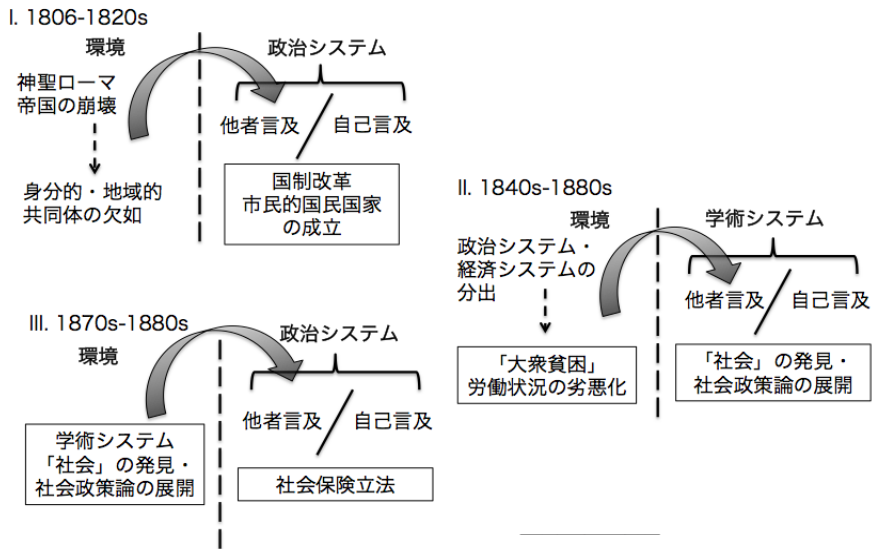 I. 1806-1820s
環境
政治システム
神聖ローマ
帝国の崩壊
他者言及
自己言及
身分的・地域的
共同体の欠如
国制改革
市民的国民国家
の成立
II. 1840s-1880s
環境
学術システム
政治システム・
経済システムの
分出
他者言及
自己言及
「大衆貧困」
労働状況の劣悪化
「社会」の発見・
社会政策論の展開
III. 1870s-1880s
環境
政治システム
他者言及
自己言及
学術システム
「社会」の発見・
社会政策論の展開
社会保険立法